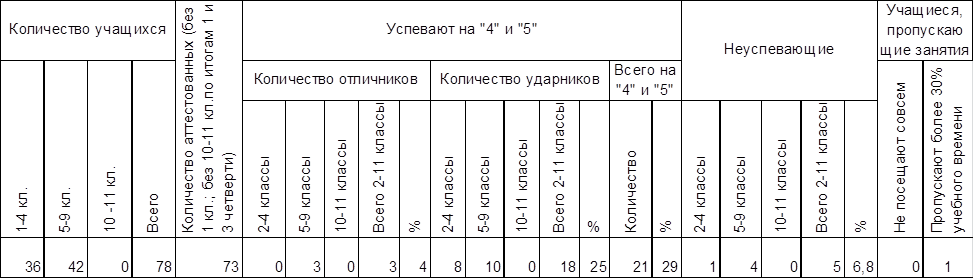 Количество учащихся
Количество аттестованных (без
1 кл.; без 10-11 кл.по итогам 1 и
3 четверти)
Успевают на "4" и "5"
Неуспевающие
Учащиеся,
пропускаю
щие занятия
Количество отличников
Количество ударников
Всего на
"4" и "5"
1-4 кл.
5-9 кл.
10 -11 кл.
Всего
2-4 классы
5-9 классы
10-11 классы
Всего 2-11 классы
%
2-4 классы
5-9 классы
10-11 классы
Всего 2-11 классы
%
Количество
%
2-4 классы
5-9 классы
10-11 классы
Всего 2-11 классы
%
Не посещают совсем
Пропускают более 30%
учебного времени
36 42 0 78 73 0 3 0 3 4 8 10 0 18 25 21 29 1 4 0 5 6,8 0 1